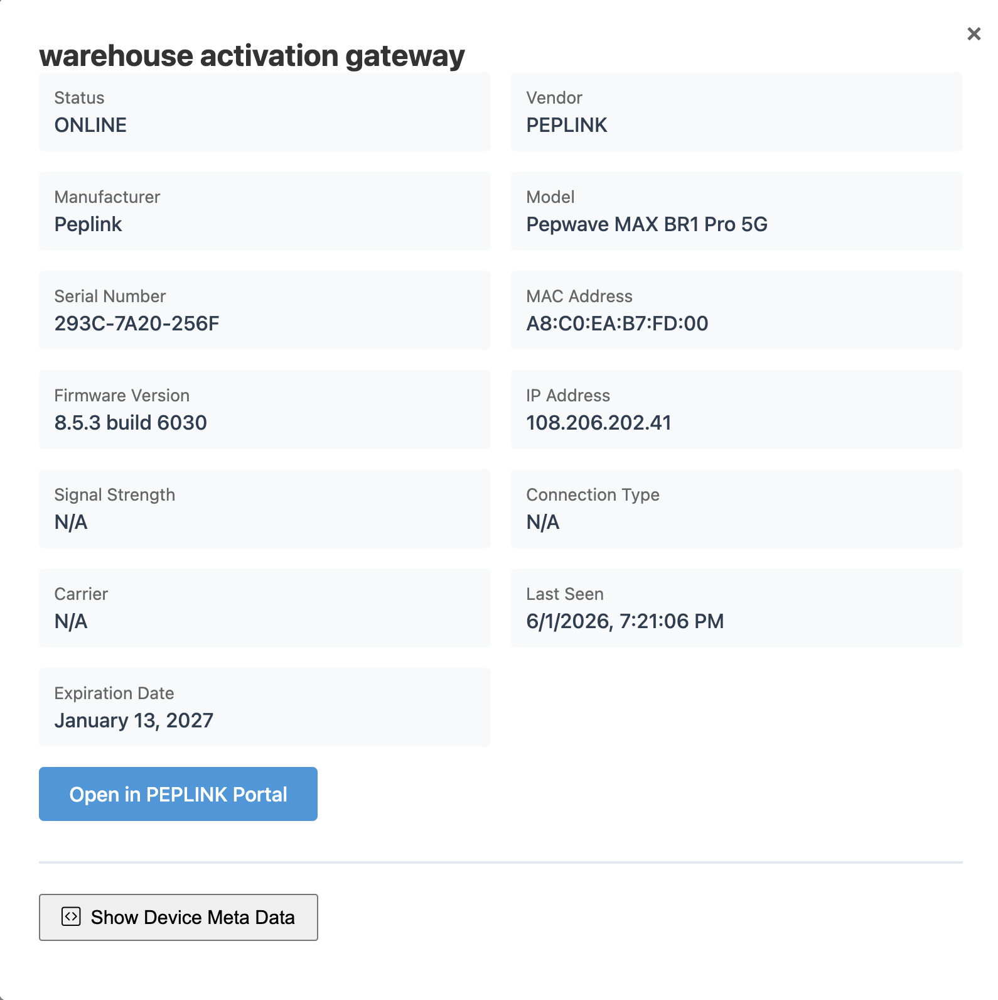 warehouse activation gateway
×
Status
ONLINE
Vendor
PEPLINK
Manufacturer
Peplink
Model
Pepwave MAX BR1 Pro 5G
Serial Number
293C-7A20-256F
MAC Address
A8:C0:EA:B7:FD:00
Firmware Version
8.5.3 build 6030
IP Address
108.206.202.41
Signal Strength
N/A
Connection Type
N/A
Carrier
N/A
Last Seen
6/1/2026, 7:21:06 PM
Expiration Date
January 13, 2027
Open in PEPLINK Portal
Show Device Meta Data